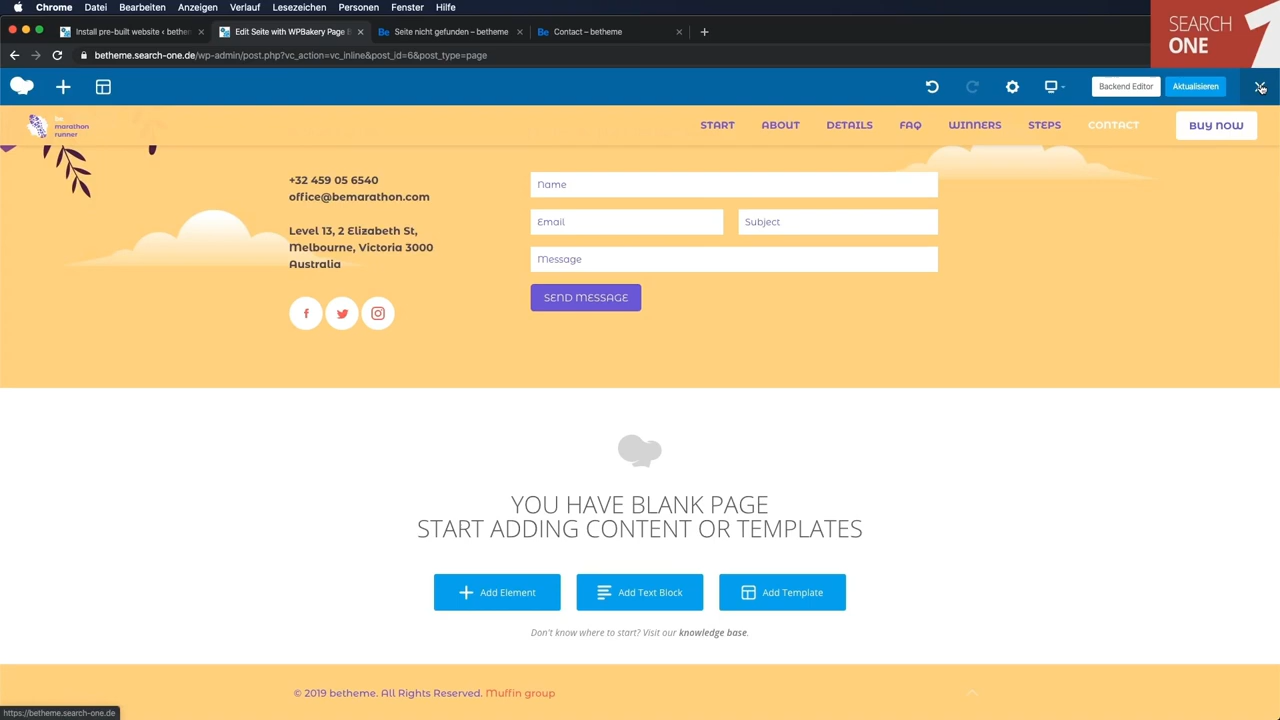 Chrome Datei Bearbeiten Anzeigen Verlauf Lesezeichen Personen Fenster Hilfe
SEARCH
ONE
1
Install pre-built website ‹ bethem
Edit Seite with WPBakery Page B
Seite nicht gefunden – betheme
Contact – betheme
betheme.search-one.de/wp-admin/post.php?vc_action=vc_inline&post_id=6&post_type=page
Backend Editor
Aktualisieren
be
marathon
runner
START ABOUT DETAILS FAQ WINNERS STEPS CONTACT BUY NOW
+32 459 05 6540
office@bemarathon.com
Level 13, 2 Elizabeth St,
Melbourne, Victoria 3000
Australia
Name
Email
Subject
Message
SEND MESSAGE
YOU HAVE BLANK PAGE
START ADDING CONTENT OR TEMPLATES
Add Element
Add Text Block
Add Template
Don't know where to start? Visit our knowledge base.
© 2019 betheme. All Rights Reserved. Muffin group
https://betheme.search-one.de